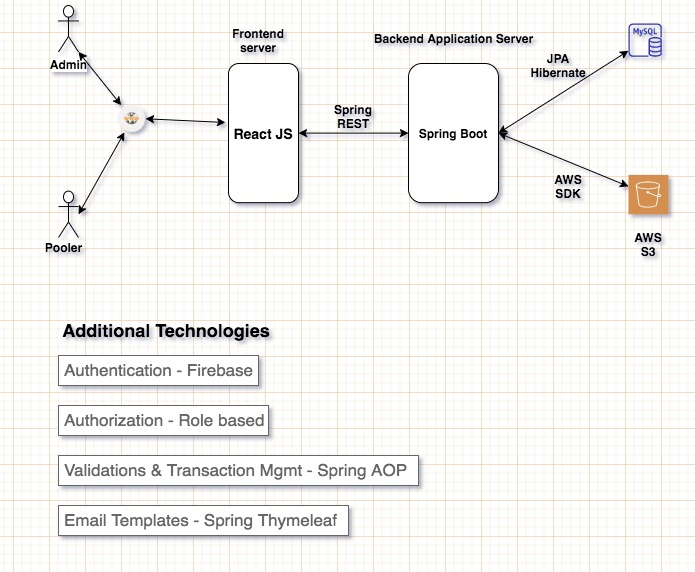 Admin
Pooler
Frontend
server
React JS
Spring
REST
Backend Application Server
Spring Boot
JPA
Hibernate
MySQL
AWS
SDK
AWS
S3
Additional Technologies
Authentication - Firebase
Authorization - Role based
Validations & Transaction Mgmt - Spring AOP
Email Templates - Spring Thymeleaf